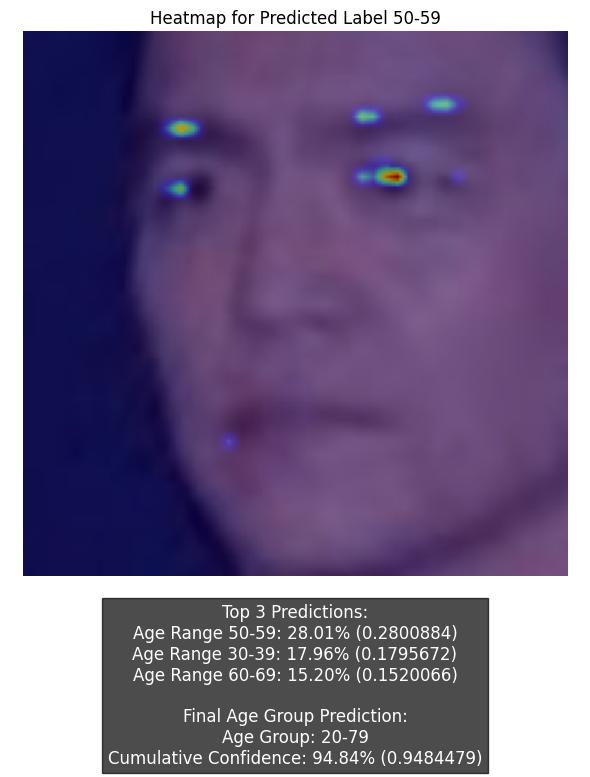 Heatmap for Predicted Label 50-59
Top 3 Predictions:
Age Range 50-59: 28.01% (0.2800884)
Age Range 30-39: 17.96% (0.1795672)
Age Range 60-69: 15.20% (0.1520066)
Final Age Group Prediction:
Age Group: 20-79
Cumulative Confidence: 94.84% (0.9484479)